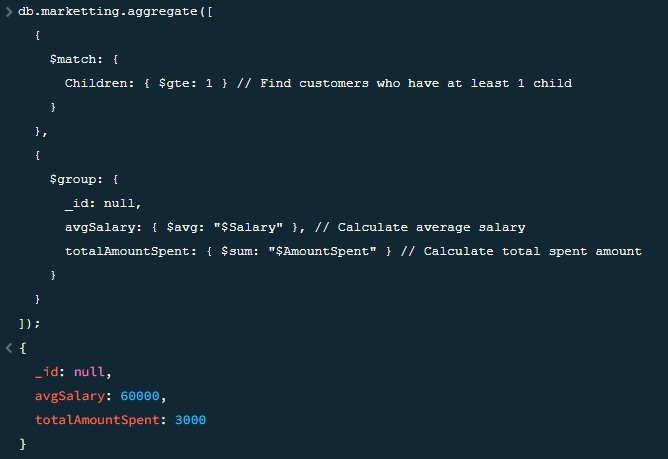 db.marketting.aggregate([
{
$match: {
Children: { $gte: 1 } // Find customers who have at least 1 child
}
},
{
$group: {
_id: null,
avgSalary: { $avg: "$Salary" }, // Calculate average salary
totalAmountSpent: { $sum: "$AmountSpent" } // Calculate total spent amount
}
}
]);
{
_id: null,
avgSalary: 60000,
totalAmountSpent: 3000
}